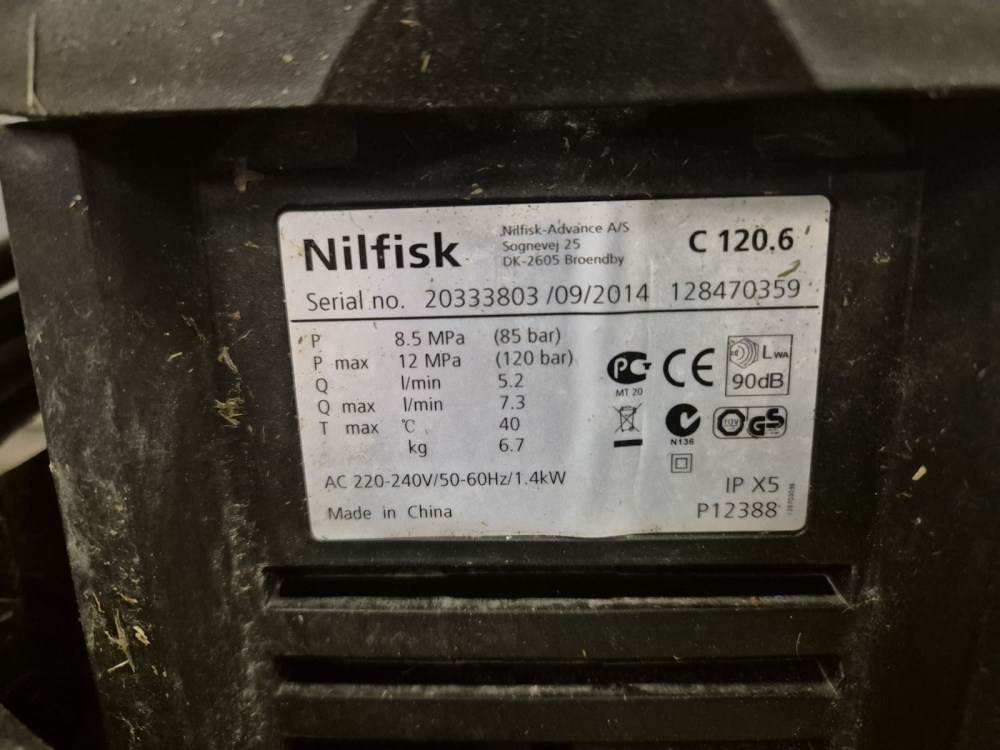 Nilfisk
Nilfisk-Advance A/S
Sognevej 25
DK-2605 Broendby
C 120.6
Serial no. 20333803 /09/2014 128470359
P 8.5 MPa (85 bar)
P max 12 MPa (120 bar)
Q l/min 5.2
Q max l/min 7.3
T max °C 40
kg 6.7
AC 220-240V/50-60Hz/1.4kW
Made in China
MT 20
CE
LWA
90dB
N136
TÜV
GS
IP X5
P12388